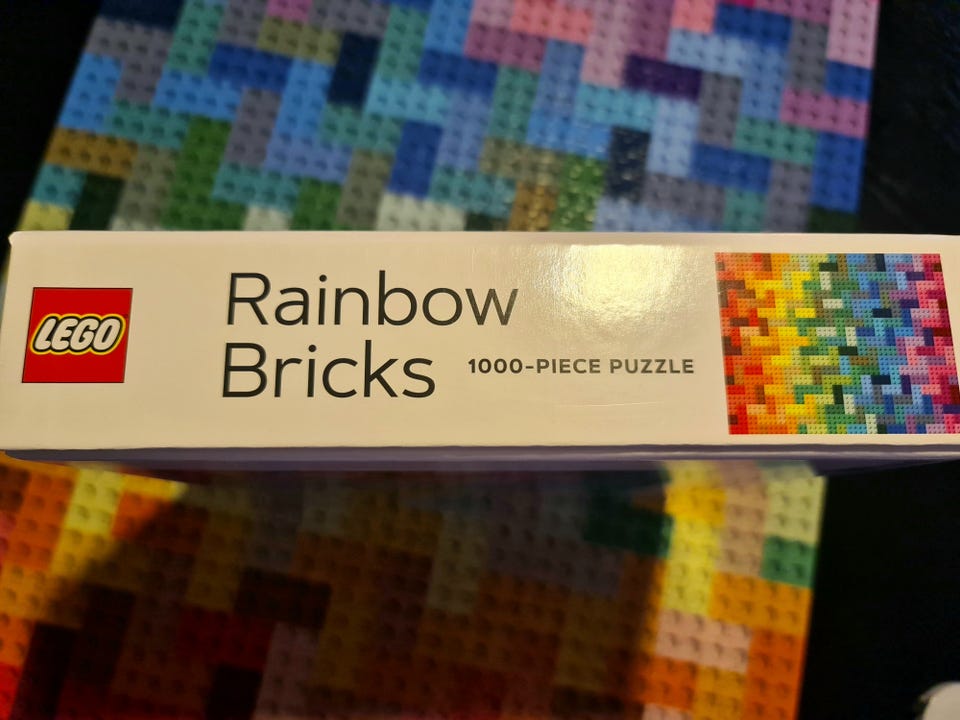 LEGO
Rainbow
Bricks
1000-PIECE PUZZLE